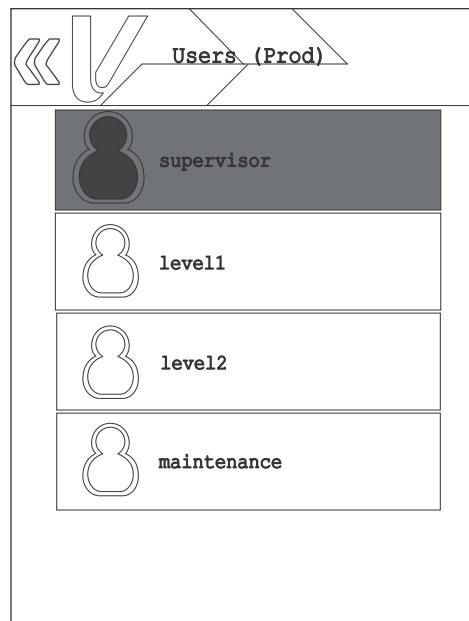 Users (Prod)
supervisor
level1
level2
maintenance